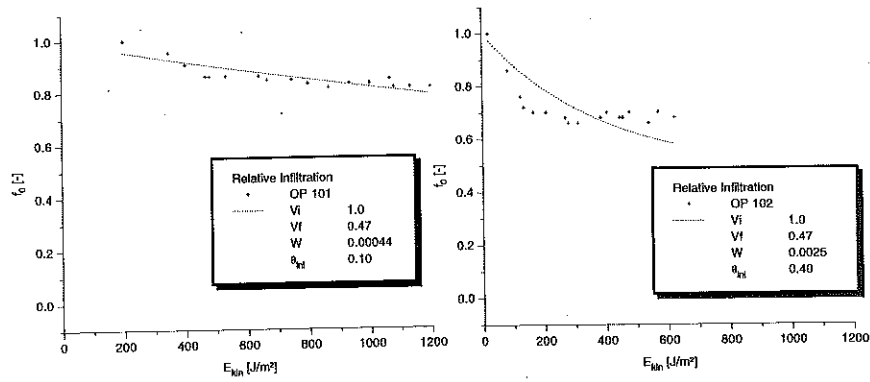 1.0
0.8
0.6
0.4
0.2
0.0
f0 [-]
0 200 400 600 800 1000 1200
Ekin [J/m²]
Relative Infiltration
OP 101
Vi 1.0
Vf 0.47
W 0.00044
θini 0.10
1.0
0.8
0.6
0.4
0.2
0.0
f0 [-]
0 200 400 600 800 1000 1200
Ekin [J/m²]
Relative Infiltration
OP 102
Vi 1.0
Vf 0.47
W 0.0025
θini 0.40